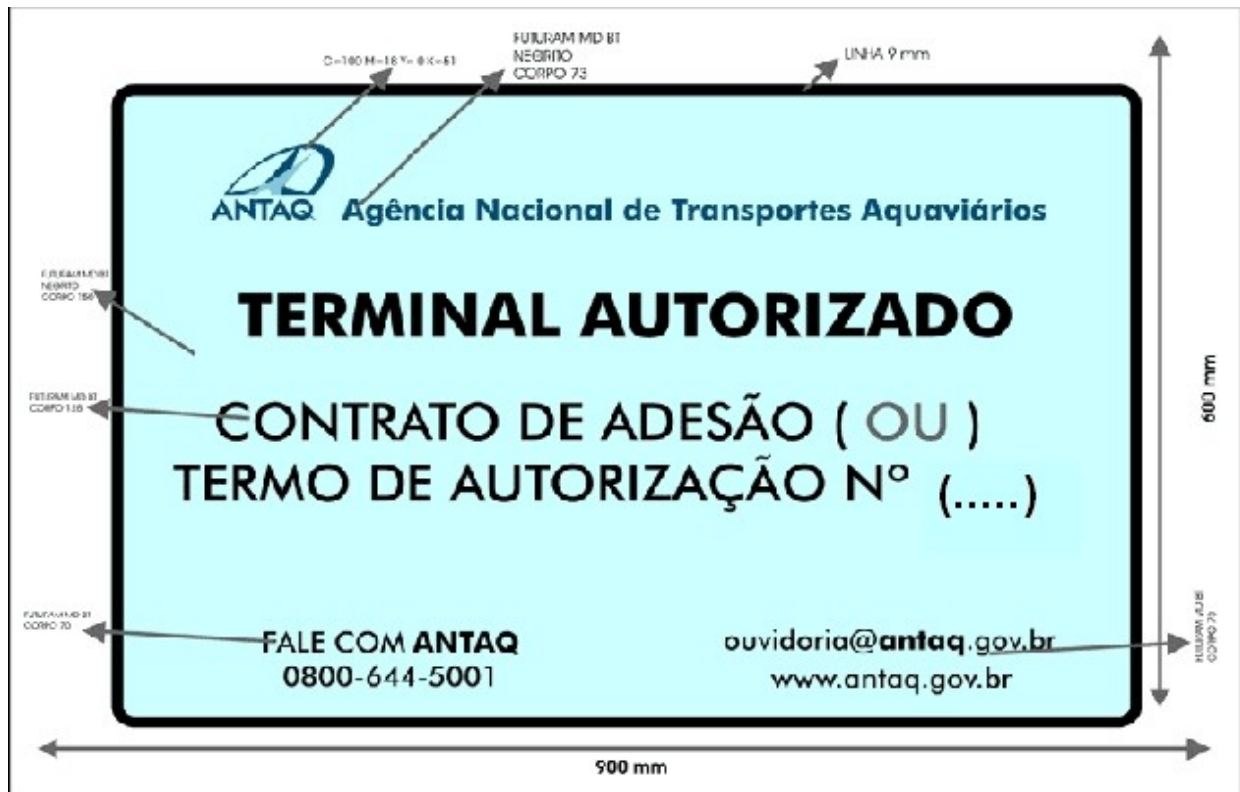 FUTURAM MD BT
NEGRITO
CORPO 73
LINHA 9 mm
ANTAQ Agência Nacional de Transportes Aquaviários
NEGRITO
TERMINAL AUTORIZADO
CONTRATO DE ADESÃO ( OU )
TERMO DE AUTORIZAÇÃO Nº (.....)
600 mm
FALE COM ANTAQ
0800-644-5001
ouvidoria@antaq.gov.br
www.antaq.gov.br
900 mm